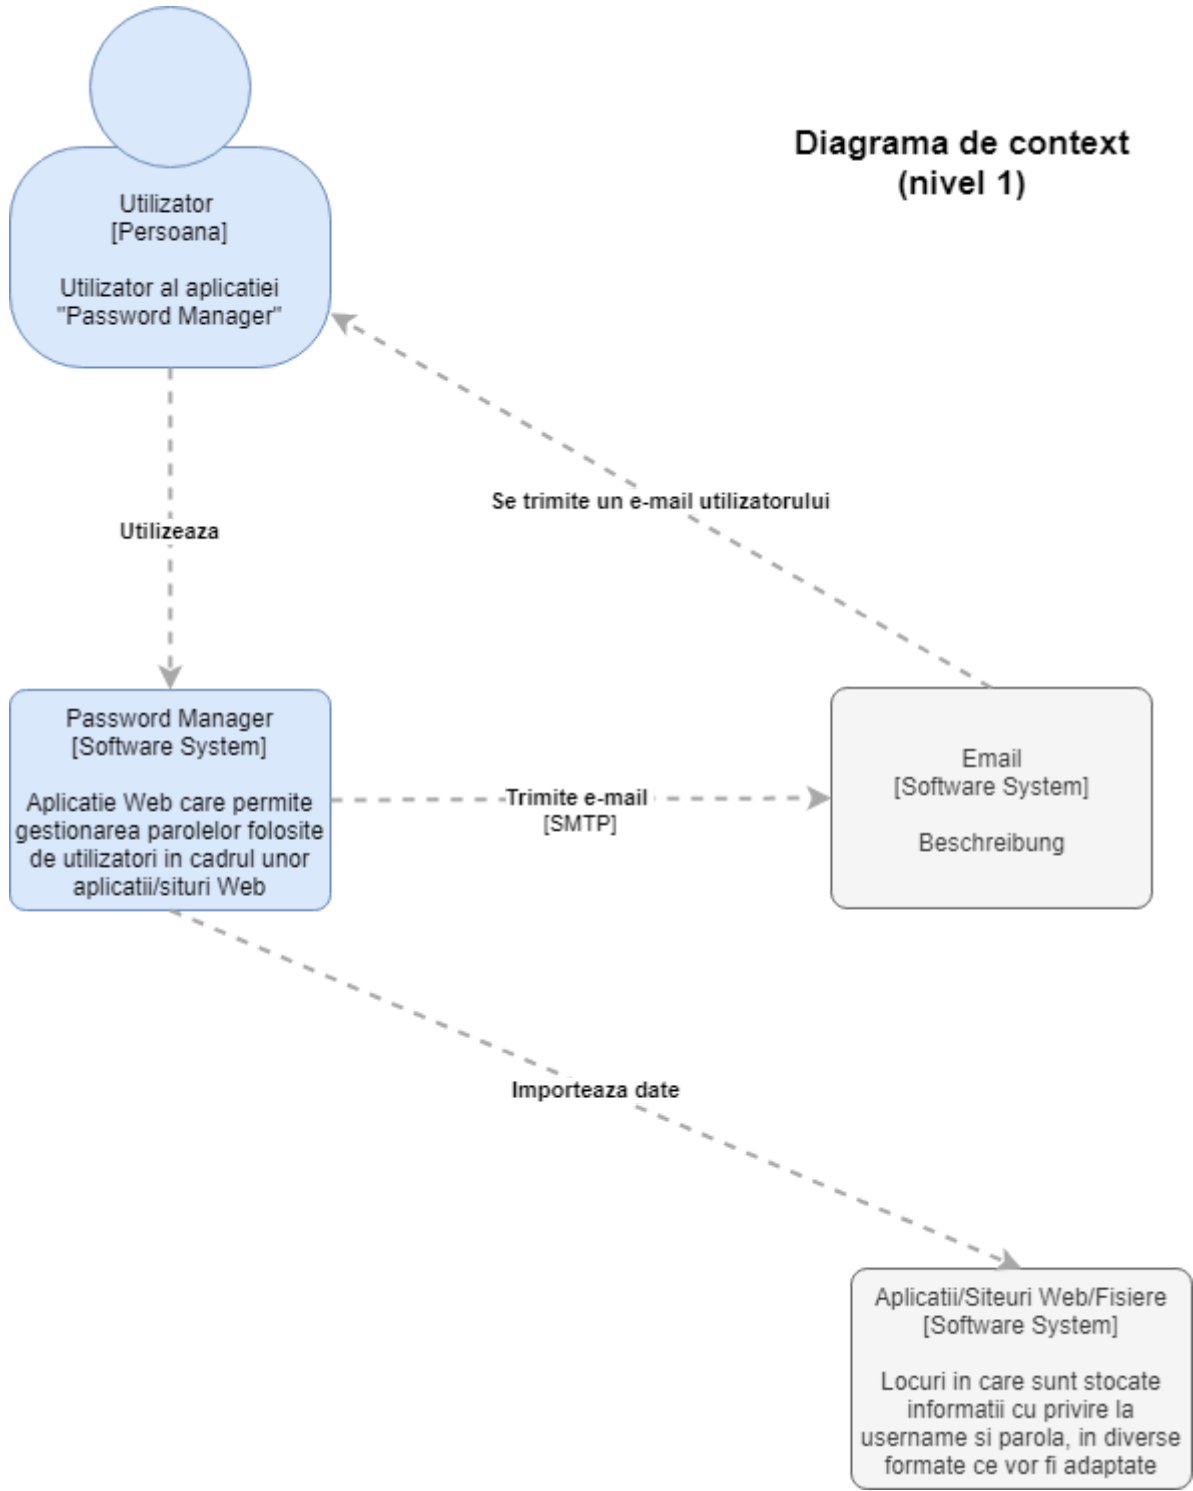 Diagrama de context
(nivel 1)
Utilizator
[Persoana]
Utilizator al aplicatiei
"Password Manager"
Se trimite un e-mail utilizatorului
Utilizeaza
Password Manager
[Software System]
Aplicatie Web care permite
gestionarea parolelor folosite
de utilizatori in cadrul unor
aplicatii/situri Web
Trimite e-mail
[SMTP]
Email
[Software System]
Beschreibung
Importeaza date
Aplicatii/Siteuri Web/Fisiere
[Software System]
Locuri in care sunt stocate
informatii cu privire la
username si parola, in diverse
formate ce vor fi adaptate